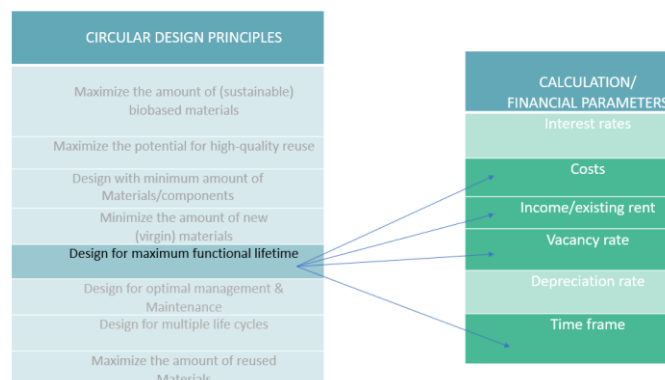 CIRCULAR DESIGN PRINCIPLES
Maximize the amount of (sustainable)
biobased materials
Maximize the potential for high-quality reuse
Design with minimum amount of
Materials/components
Minimize the amount of new
(virgin) materials
Design for maximum functional lifetime
Design for optimal management &
Maintenance
Design for multiple life cycles
Maximize the amount of reused
Materials
CALCULATION/
FINANCIAL PARAMETERS
Interest rates
Costs
Income/existing rent
Vacancy rate
Depreciation rate
Time frame